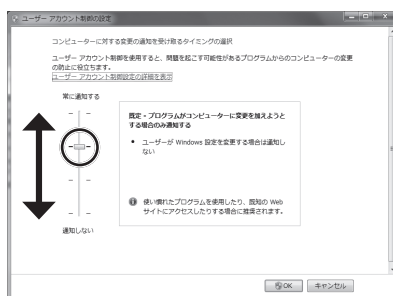 ユーザー アカウント制御の設定
コンピューターに対する変更の通知を受け取るタイミングの選択
ユーザー アカウント制御を使用すると、問題を起こす可能性があるプログラムからのコンピューターの変更
の防止に役立ちます。
ユーザー アカウント制御設定の詳細を表示
常に通知する
既定 - プログラムがコンピューターに変更を加えようと
する場合のみ通知する
• ユーザーが Windows 設定を変更する場合は通知し
ない
使い慣れたプログラムを使用したり、既知の Web
サイトにアクセスしたりする場合に推奨されます。
通知しない
OK キャンセル